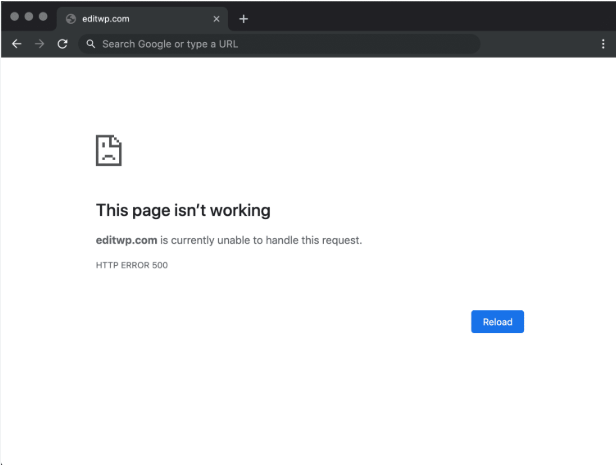 editwp.com
Search Google or type a URL
This page isn't working
editwp.com is currently unable to handle this request.
HTTP ERROR 500
Reload